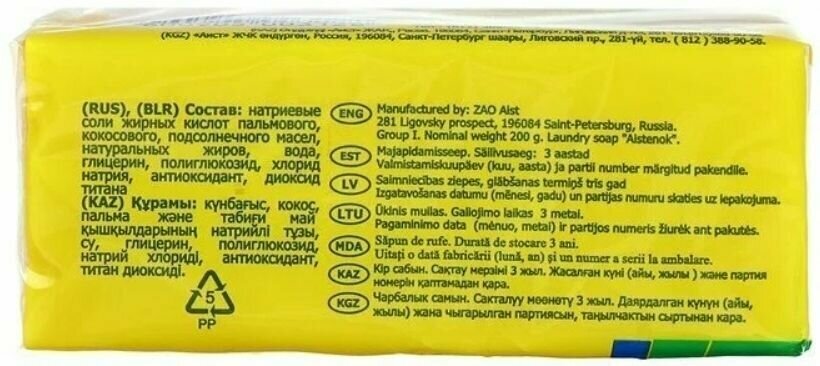 (KGZ) «Аист» ЖЧК өндүргөн, Россия, 196084, Санкт-Петербург шаары, Лиговский пр., 281-үй, тел. ( 812 ) 388-90-58.
(RUS), (BLR) Состав: натриевые
соли жирных кислот пальмового,
кокосового, подсолнечного масел,
натуральных жиров, вода,
глицерин, полиглюкозид, хлорид
натрия, антиоксидант, диоксид
титана
(KAZ) Құрамы: күнбағыс, кокос,
пальма және табиғи май
қышқылдарының натрийлі тұзы,
су, глицерин, полиглюкозид,
натрий хлориді, антиоксидант,
титан диоксиді.
5
PP
ENG Manufactured by: ZAO Aist
281 Ligovsky prospect, 196084 Saint-Petersburg, Russia.
Group I. Nominal weight 200 g. Laundry soap "Aistenok".
EST Majapidamisseep. Säilivusaeg: 3 aastad
Valmistamiskuupäev (kuu, aasta) ja partii number märgitud pakendile.
LV Saimniecības ziepes, glābšanas termiņš trīs gad
Izgatavošanas datumu (mēnesi, gadu) un partijas numuru skaties uz iepakojuma.
LTU Ūkinis muilas. Galiojimo laikas 3 metai.
Pagaminimo data (mėnuo, metai) ir partijos numeris žiurėk ant pakutės.
MDA Săpun de rufe. Durată de stocare 3 ani.
Uitați o dată fabricării (lună, an) și un numer a serii la ambalare.
KAZ Кір сабын. Сақтау мерзімі 3 жыл. Жасалған күні (айы, жылы ) және партия
нөмерін қаптамадан қара.
KGZ Чарбалык самын. Сакталуу мөөнөтү 3 жыл. Даярдалган күнүн (айы,
жылы) жана чыгарылган партиясын, таңылчактын сыртынан кара.